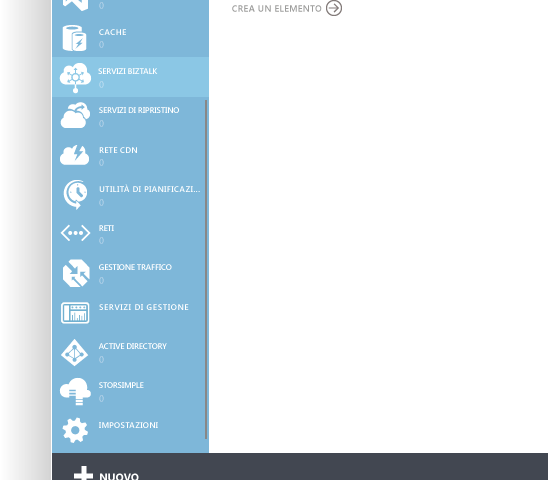 0
CREA UN ELEMENTO
CACHE
0
SERVIZI BIZTALK
0
SERVIZI DI RIPRISTINO
0
RETE CDN
0
UTILITÀ DI PIANIFICAZI...
0
RETI
0
GESTIONE TRAFFICO
0
SERVIZI DI GESTIONE
ACTIVE DIRECTORY
0
STORSIMPLE
0
IMPOSTAZIONI
NUOVO